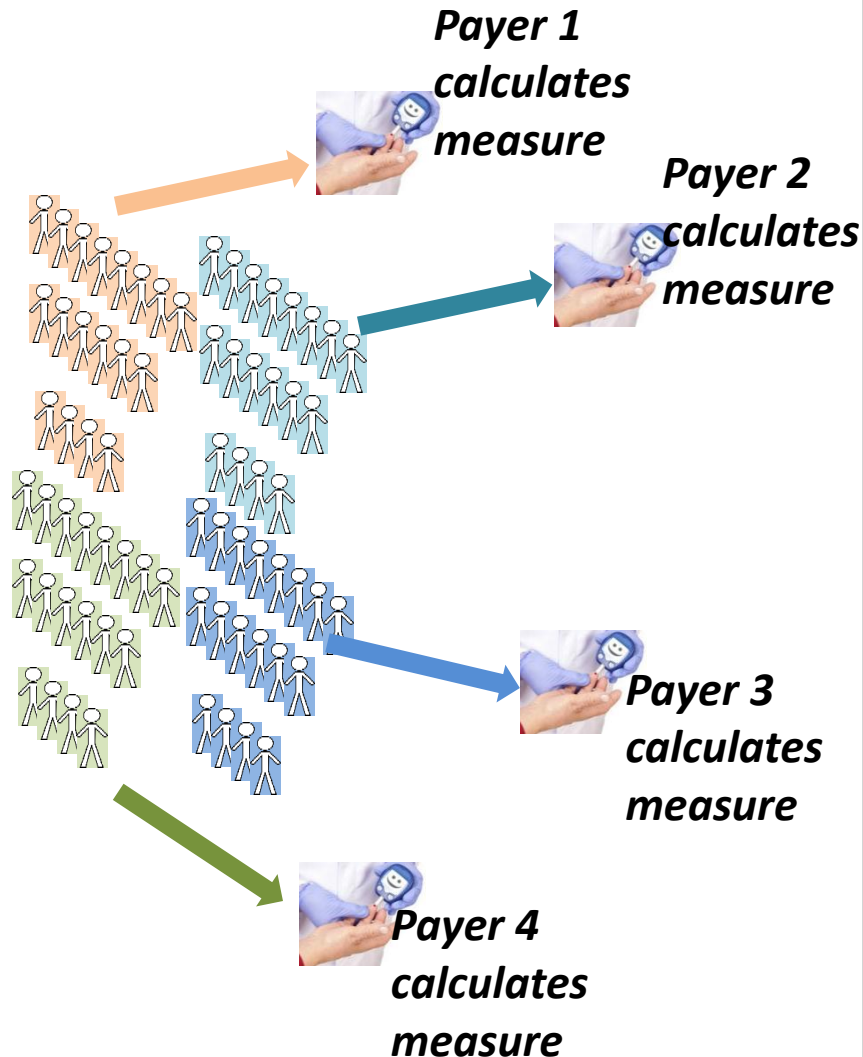 Payer 1
calculates
measure
Payer 2
calculates
measure
Payer 3
calculates
measure
Payer 4
calculates
measure